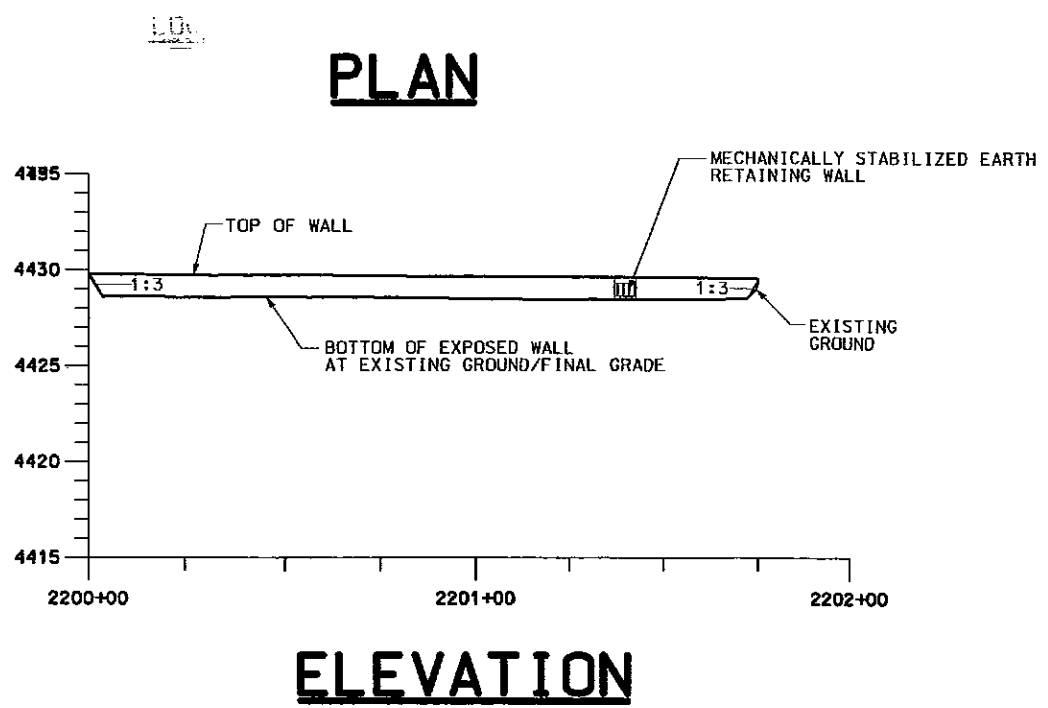 PLAN
MECHANICALLY STABILIZED EARTH
RETAINING WALL
TOP OF WALL
4430
1:3
1:3
EXISTING
GROUND
BOTTOM OF EXPOSED WALL
AT EXISTING GROUND/FINAL GRADE
4425
4420
4415
2200+00
2201+00
2202+00
ELEVATION